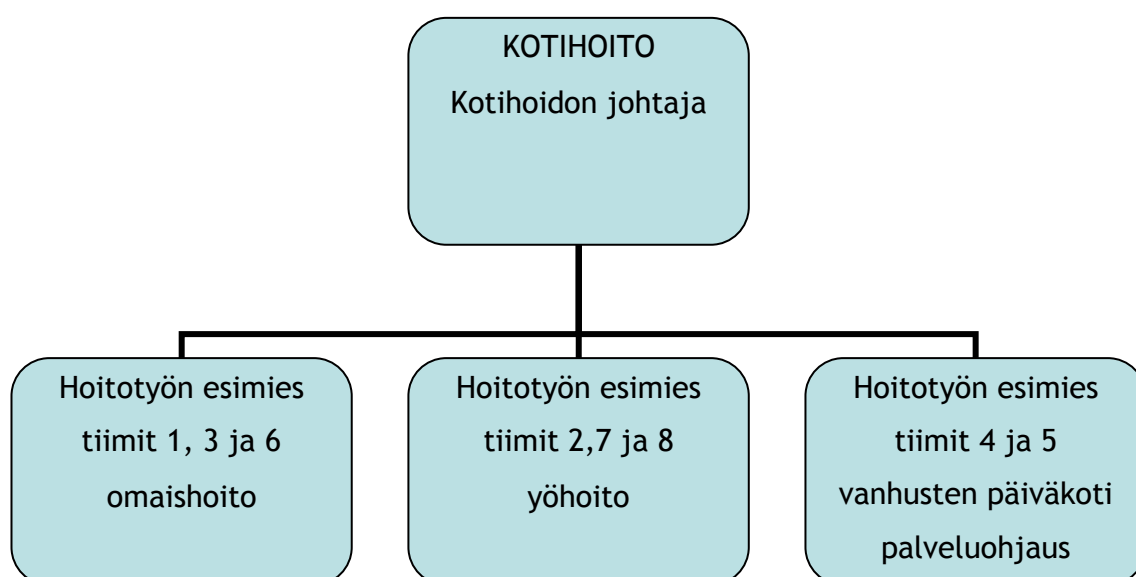 KOTIHOITO
Kotihoidon johtaja
Hoitotyön esimies
tiimit 1, 3 ja 6
omaishoito
Hoitotyön esimies
tiimit 2,7 ja 8
yöhoito
Hoitotyön esimies
tiimit 4 ja 5
vanhusten päiväkoti
palveluohjaus